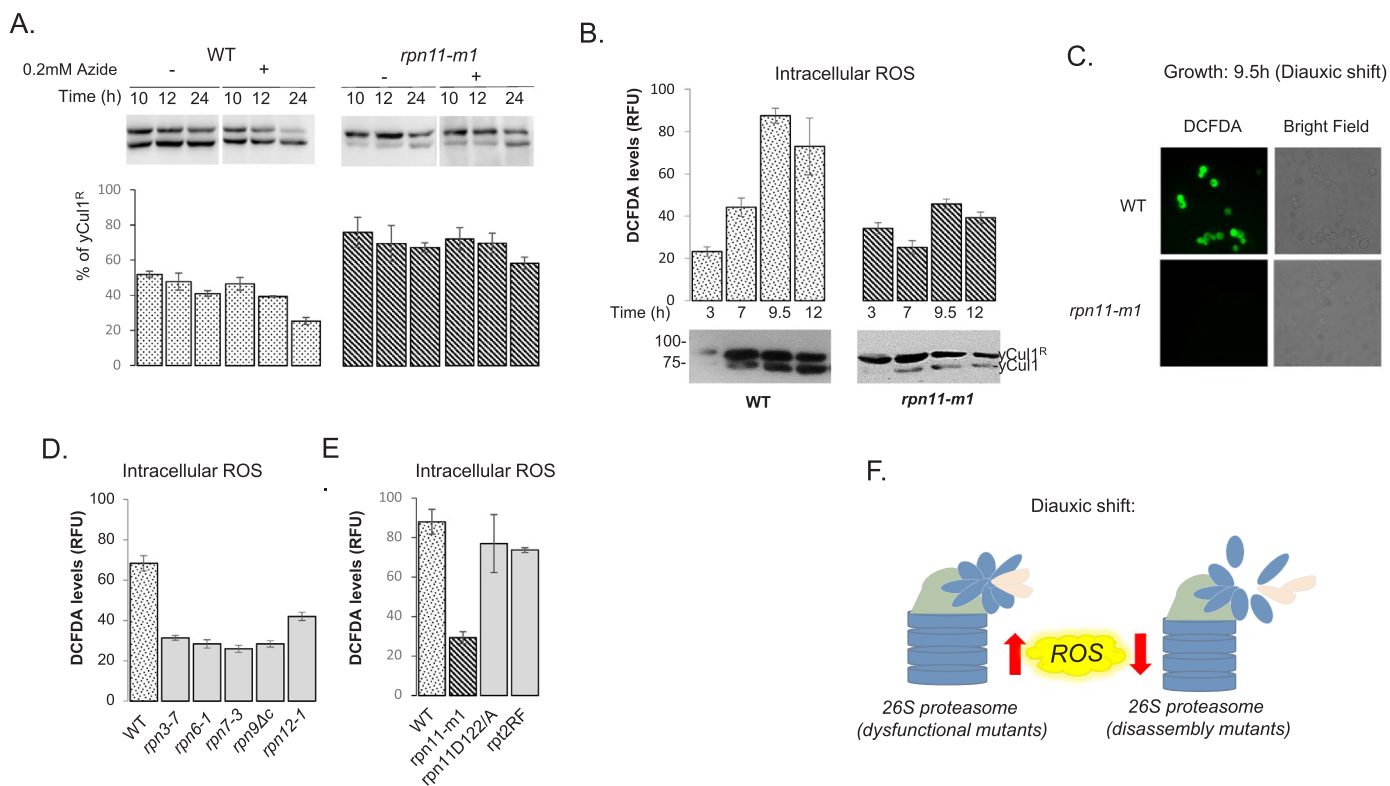 A.
WT
rpn11-m1
0.2mM Azide
-
+
-
+
Time (h)
10 12 24 10 12 24
10 12 24 10 12 24
% of yCul1ᴿ
100
80
60
40
20
0
B.
Intracellular ROS
DCFDA levels (RFU)
100
80
60
40
20
0
Time (h)
3 7 9.5 12
3 7 9.5 12
100-
75-
yCul1ᴿ
-yCul1
WT
rpn11-m1
C.
Growth: 9.5h (Diauxic shift)
DCFDA
Bright Field
WT
rpn11-m1
D.
Intracellular ROS
DCFDA levels (RFU)
100
80
60
40
20
0
WT
rpn3-7
rpn6-1
rpn7-3
rpn9Δc
rpn12-1
E
.
Intracellular ROS
DCFDA levels (RFU)
100
80
60
40
20
0
WT
rpn11-m1
rpn11D122/A
rpt2RF
F.
Diauxic shift:
ROS
26S proteasome
(dysfunctional mutants)
26S proteasome
(disassembly mutants)